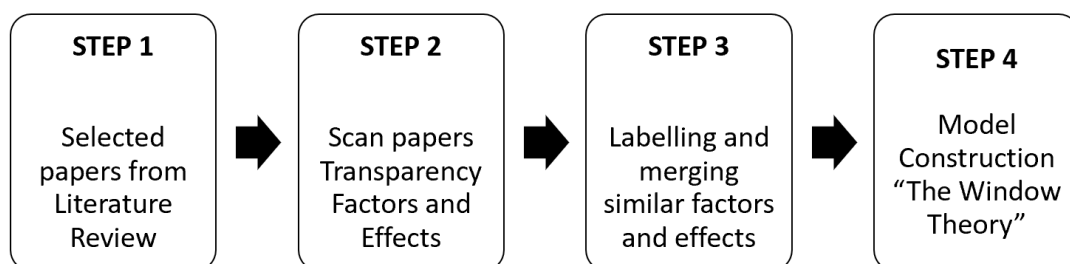 STEP 1
Selected
papers from
Literature
Review
STEP 2
Scan papers
Transparency
Factors and
Effects
STEP 3
Labelling and
merging
similar factors
and effects
STEP 4
Model
Construction
“The Window
Theory”